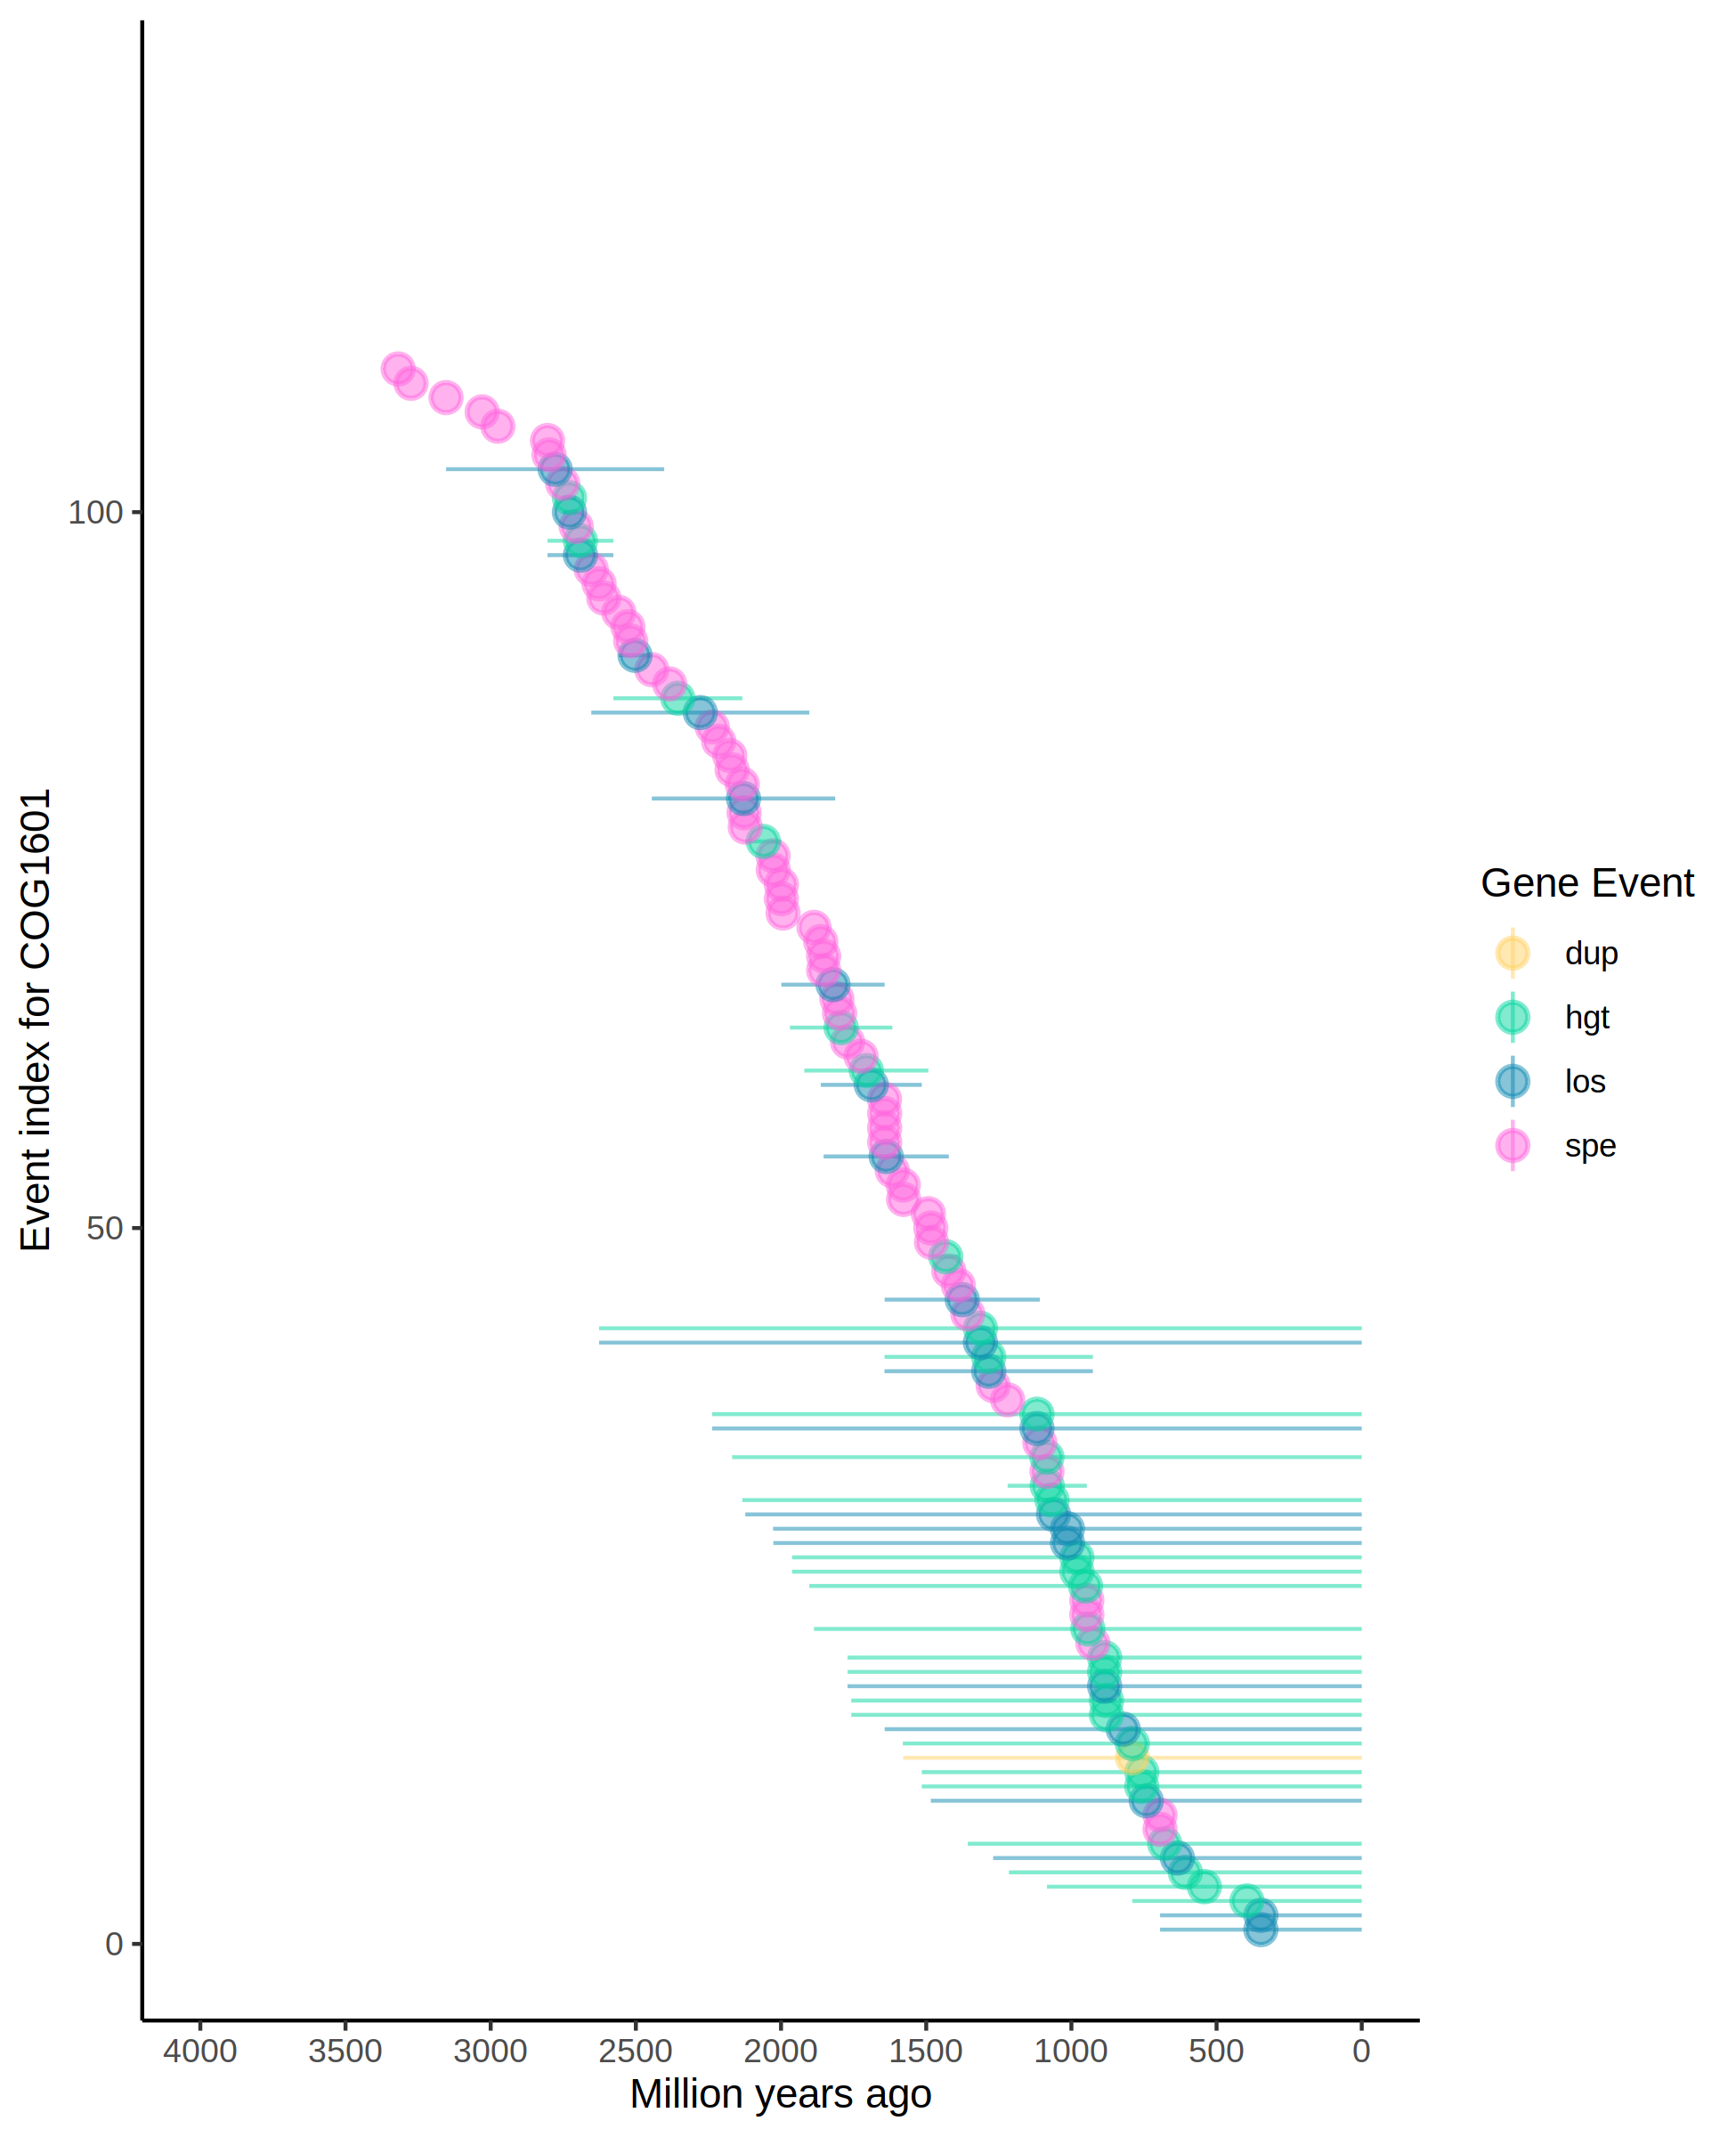 Event index for COG1601
100
50
0
4000 3500 3000 2500 2000 1500 1000 500 0
Million years ago
Gene Event
dup
hgt
los
spe